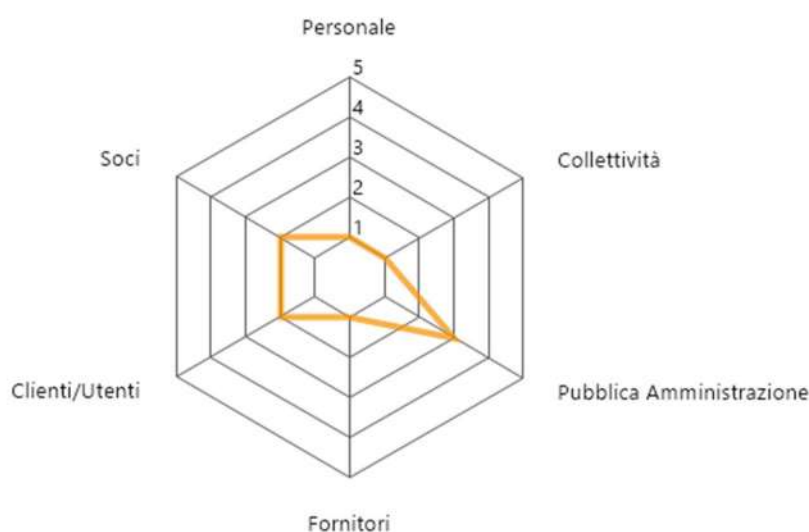 Personale
5
4
3
2
1
Soci
Collettività
Clienti/Utenti
Pubblica Amministrazione
Fornitori